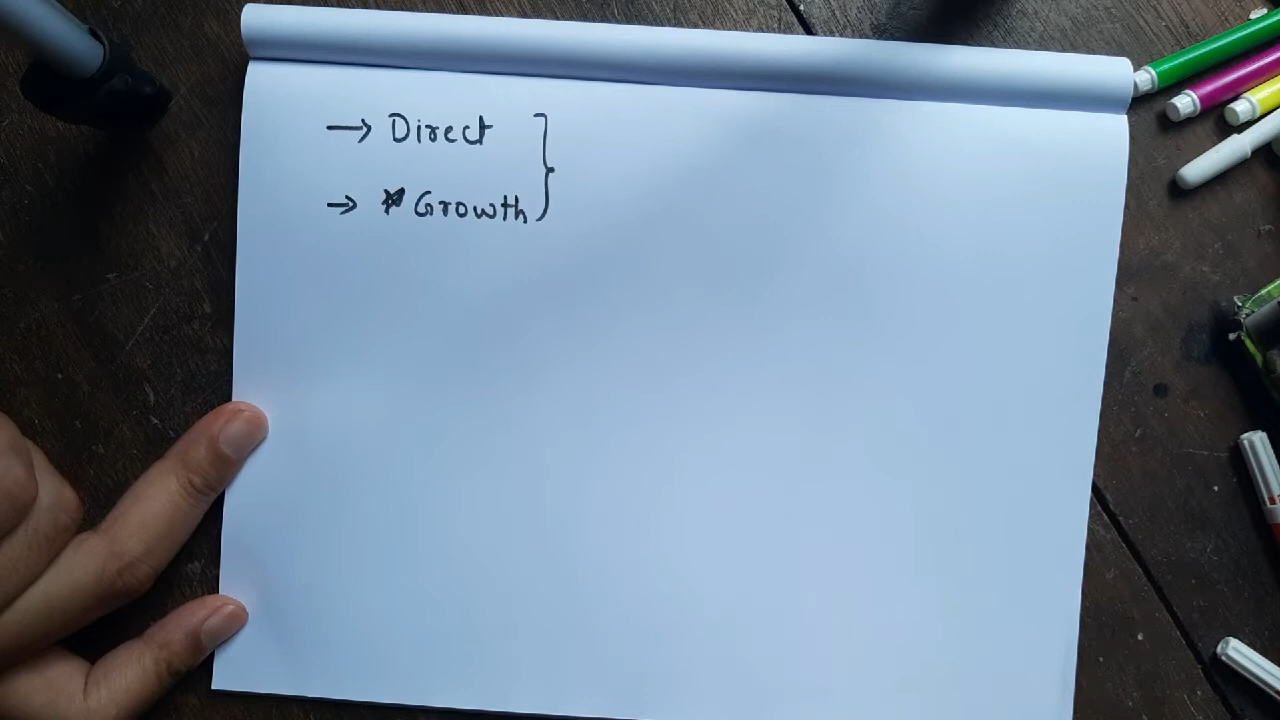 → Direct
→ Growth